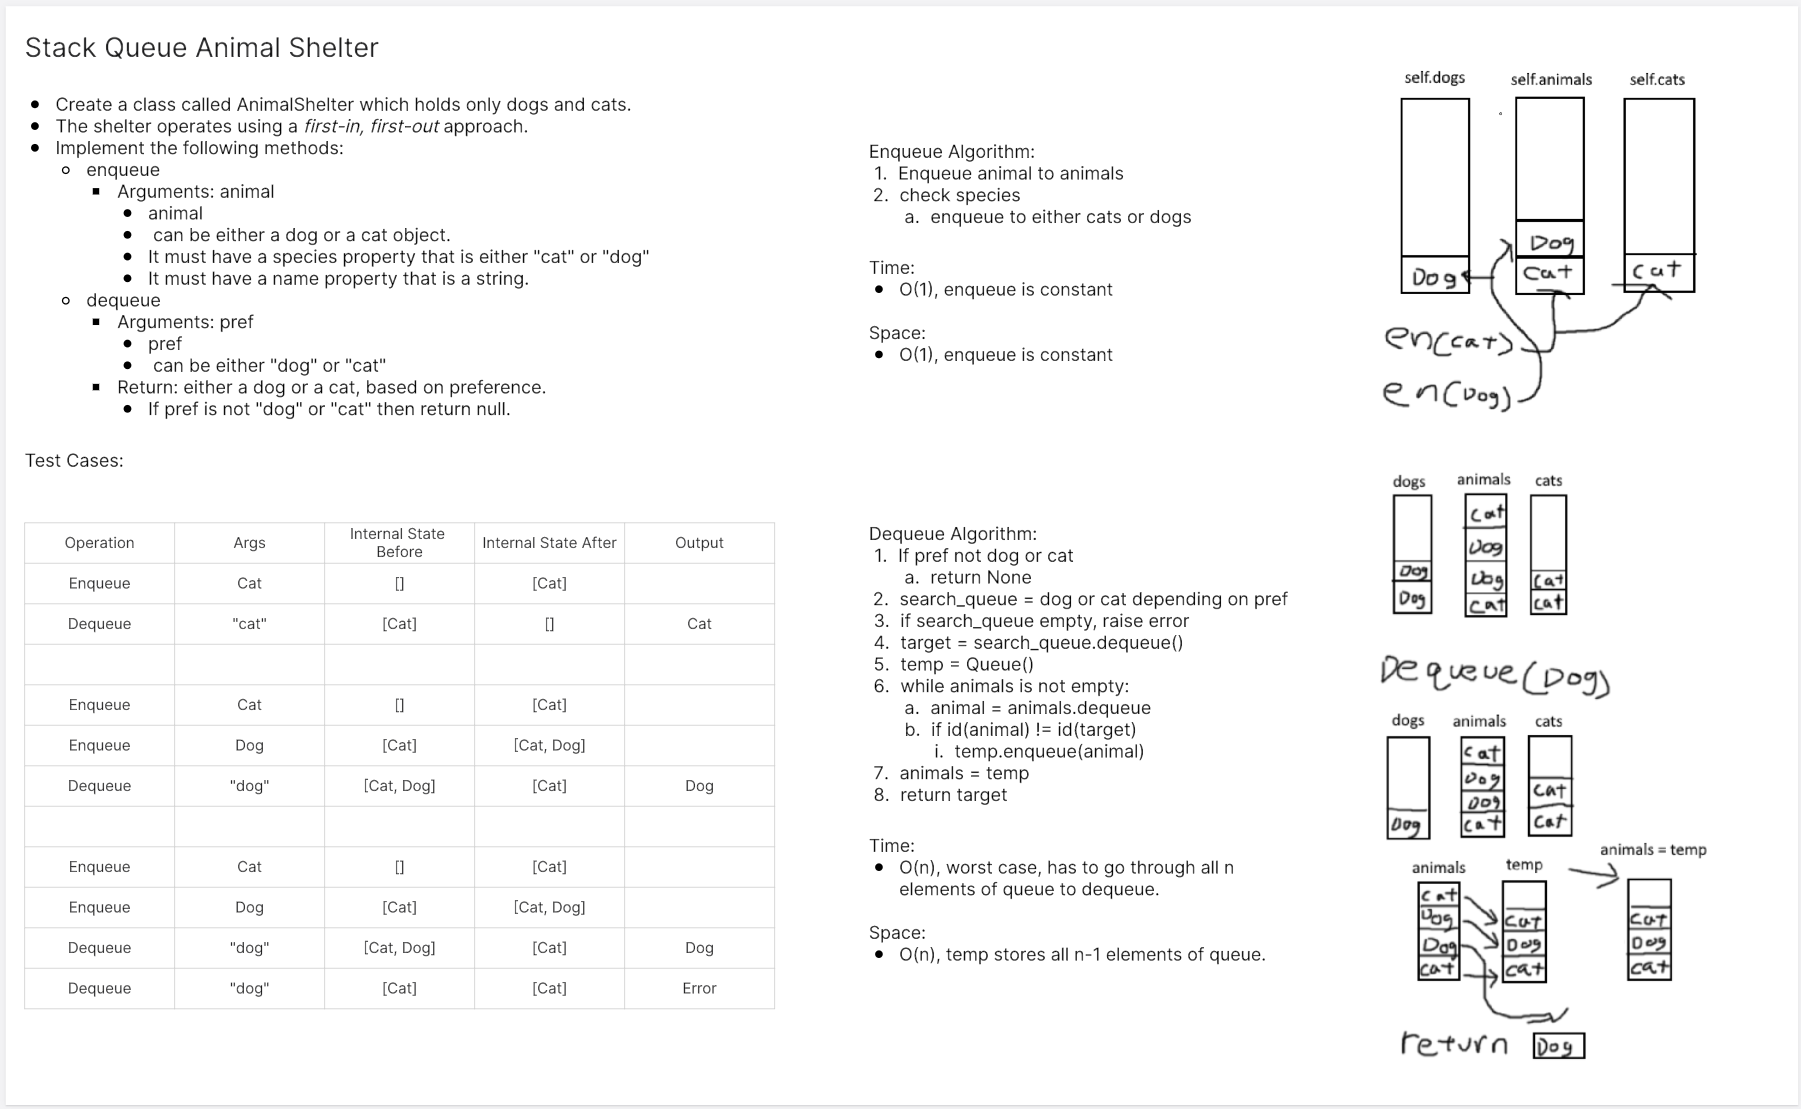 Stack Queue Animal Shelter
● Create a class called AnimalShelter which holds only dogs and cats.
● The shelter operates using a first-in, first-out approach.
● Implement the following methods:
○ enqueue
■ Arguments: animal
● animal
● can be either a dog or a cat object.
● It must have a species property that is either "cat" or "dog"
● It must have a name property that is a string.
○ dequeue
■ Arguments: pref
● pref
● can be either "dog" or "cat"
■ Return: either a dog or a cat, based on preference.
● If pref is not "dog" or "cat" then return null.
Test Cases:
Operation Args Internal State Before Internal State After Output
Enqueue Cat [] [Cat]
Dequeue "cat" [Cat] [] Cat
Enqueue Cat [] [Cat]
Enqueue Dog [Cat] [Cat, Dog]
Dequeue "dog" [Cat, Dog] [Cat] Dog
Enqueue Cat [] [Cat]
Enqueue Dog [Cat] [Cat, Dog]
Dequeue "dog" [Cat, Dog] [Cat] Dog
Dequeue "dog" [Cat] [Cat] Error
Enqueue Algorithm:
1. Enqueue animal to animals
2. check species
a. enqueue to either cats or dogs
Time:
● O(1), enqueue is constant
Space:
● O(1), enqueue is constant
Dequeue Algorithm:
1. If pref not dog or cat
a. return None
2. search_queue = dog or cat depending on pref
3. if search_queue empty, raise error
4. target = search_queue.dequeue()
5. temp = Queue()
6. while animals is not empty:
a. animal = animals.dequeue
b. if id(animal) != id(target)
i. temp.enqueue(animal)
7. animals = temp
8. return target
Time:
● O(n), worst case, has to go through all n
elements of queue to dequeue.
Space:
● O(n), temp stores all n-1 elements of queue.
self.dogs self.animals self.cats
Dog
Dog Cat Cat
en(cat)
en(Dog)
dogs animals cats
Cat
Dog
Dog Dog Cat
Dog Cat Cat
Dequeue(Dog)
dogs animals cats
Cat
Dog Cat
Dog
Dog Cat Cat
animals temp animals = temp
Cat
Dog Cat Cat
Dog Dog Dog
Cat Cat Cat
return Dog